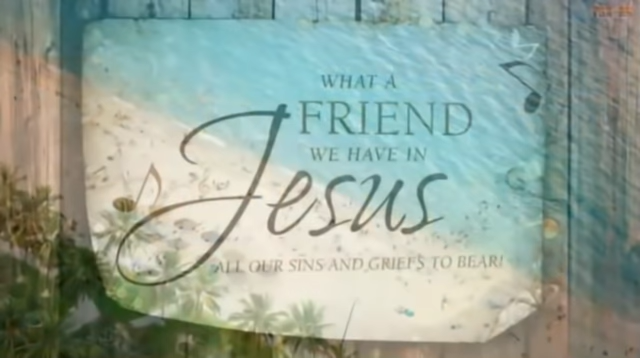 WHAT A
FRIEND
WE HAVE IN
Jesus
ALL OUR SINS AND GRIEFS TO BEAR!